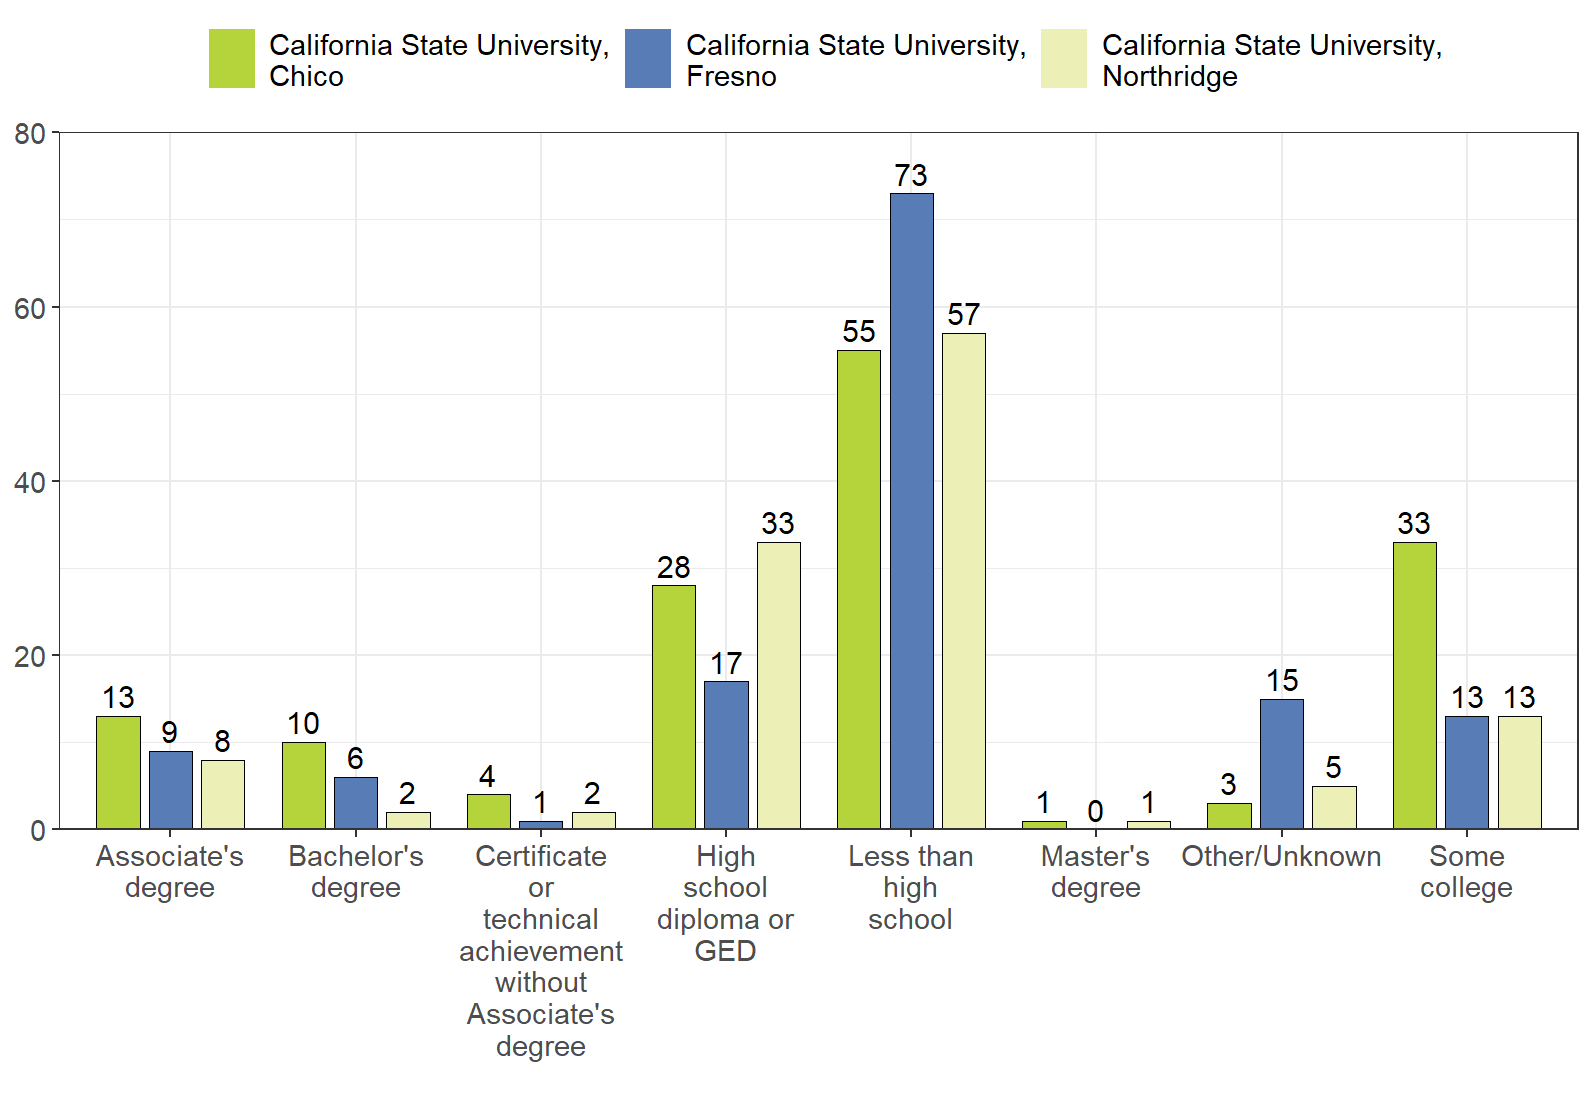 California State University,
Chico
California State University,
Fresno
California State University,
Northridge
80
60
40
20
0
13
9
8
10
6
2
4
1
2
28
17
33
55
73
57
1
0
1
3
15
5
33
13
13
Associate's
degree
Bachelor's
degree
Certificate
or
technical
achievement
without
Associate's
degree
High
school
diploma or
GED
Less than
high
school
Master's
degree
Other/Unknown
Some
college